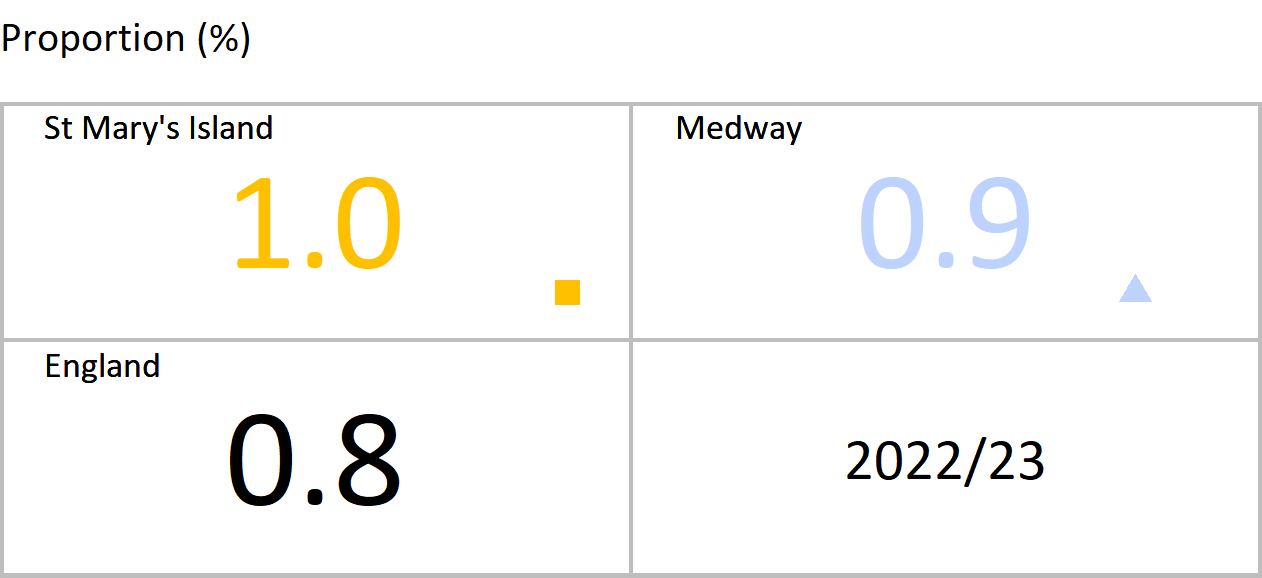 Proportion (%)
St Mary's Island
1.0
Medway
0.9
England
0.8
2022/23